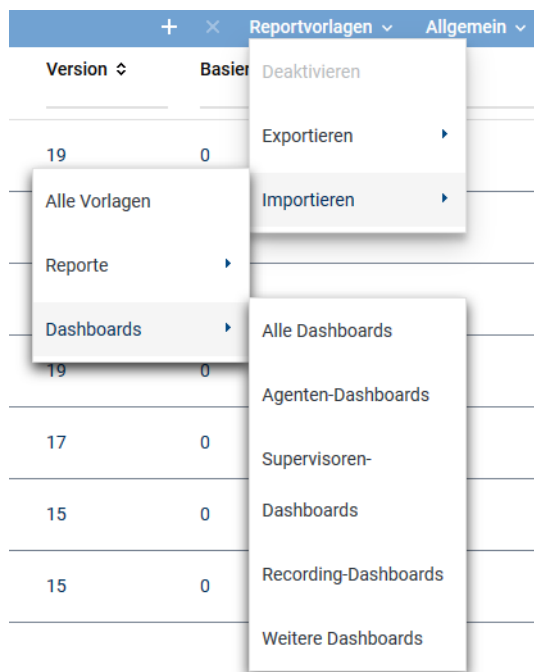 + × Reportvorlagen Allgemein
Version Basier
Deaktivieren
Exportieren
19 0
Importieren
Alle Vorlagen
Reporte
Dashboards
Alle Dashboards
19 0
Agenten-Dashboards
17 0
Supervisoren-
Dashboards
15 0
Recording-Dashboards
15 0
Weitere Dashboards